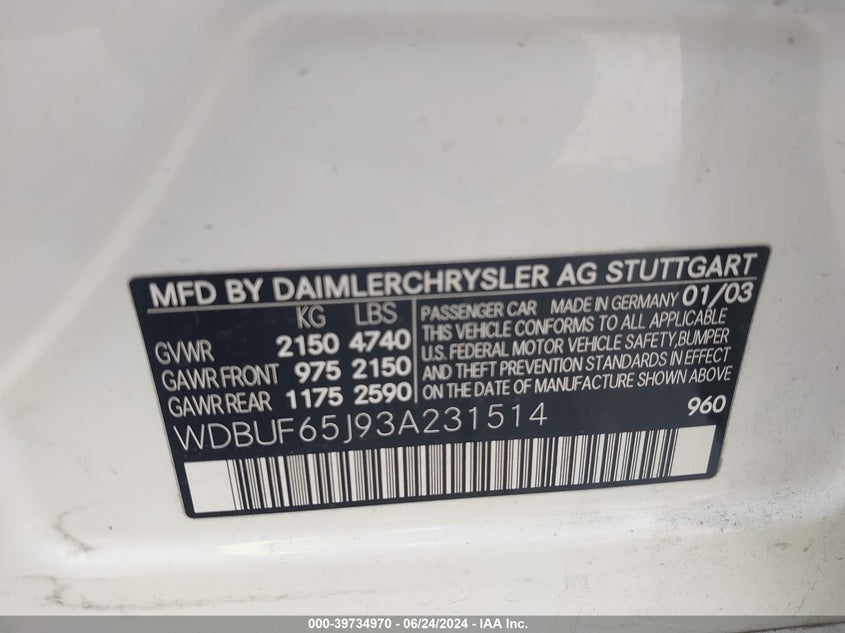 MFD BY DAIMLERCHRYSLER AG STUTTGART
KG LBS
GVWR 2150 4740
GAWR FRONT 975 2150
GAWR REAR 1175 2590
PASSENGER CAR MADE IN GERMANY 01/03
THIS VEHICLE CONFORMS TO ALL APPLICABLE
U.S. FEDERAL MOTOR VEHICLE SAFETY,BUMPER
AND THEFT PREVENTION STANDARDS IN EFFECT
ON THE DATE OF MANUFACTURE SHOWN ABOVE
960
WDBUF65J93A231514
000-39734970 - 06/24/2024 - IAA Inc.